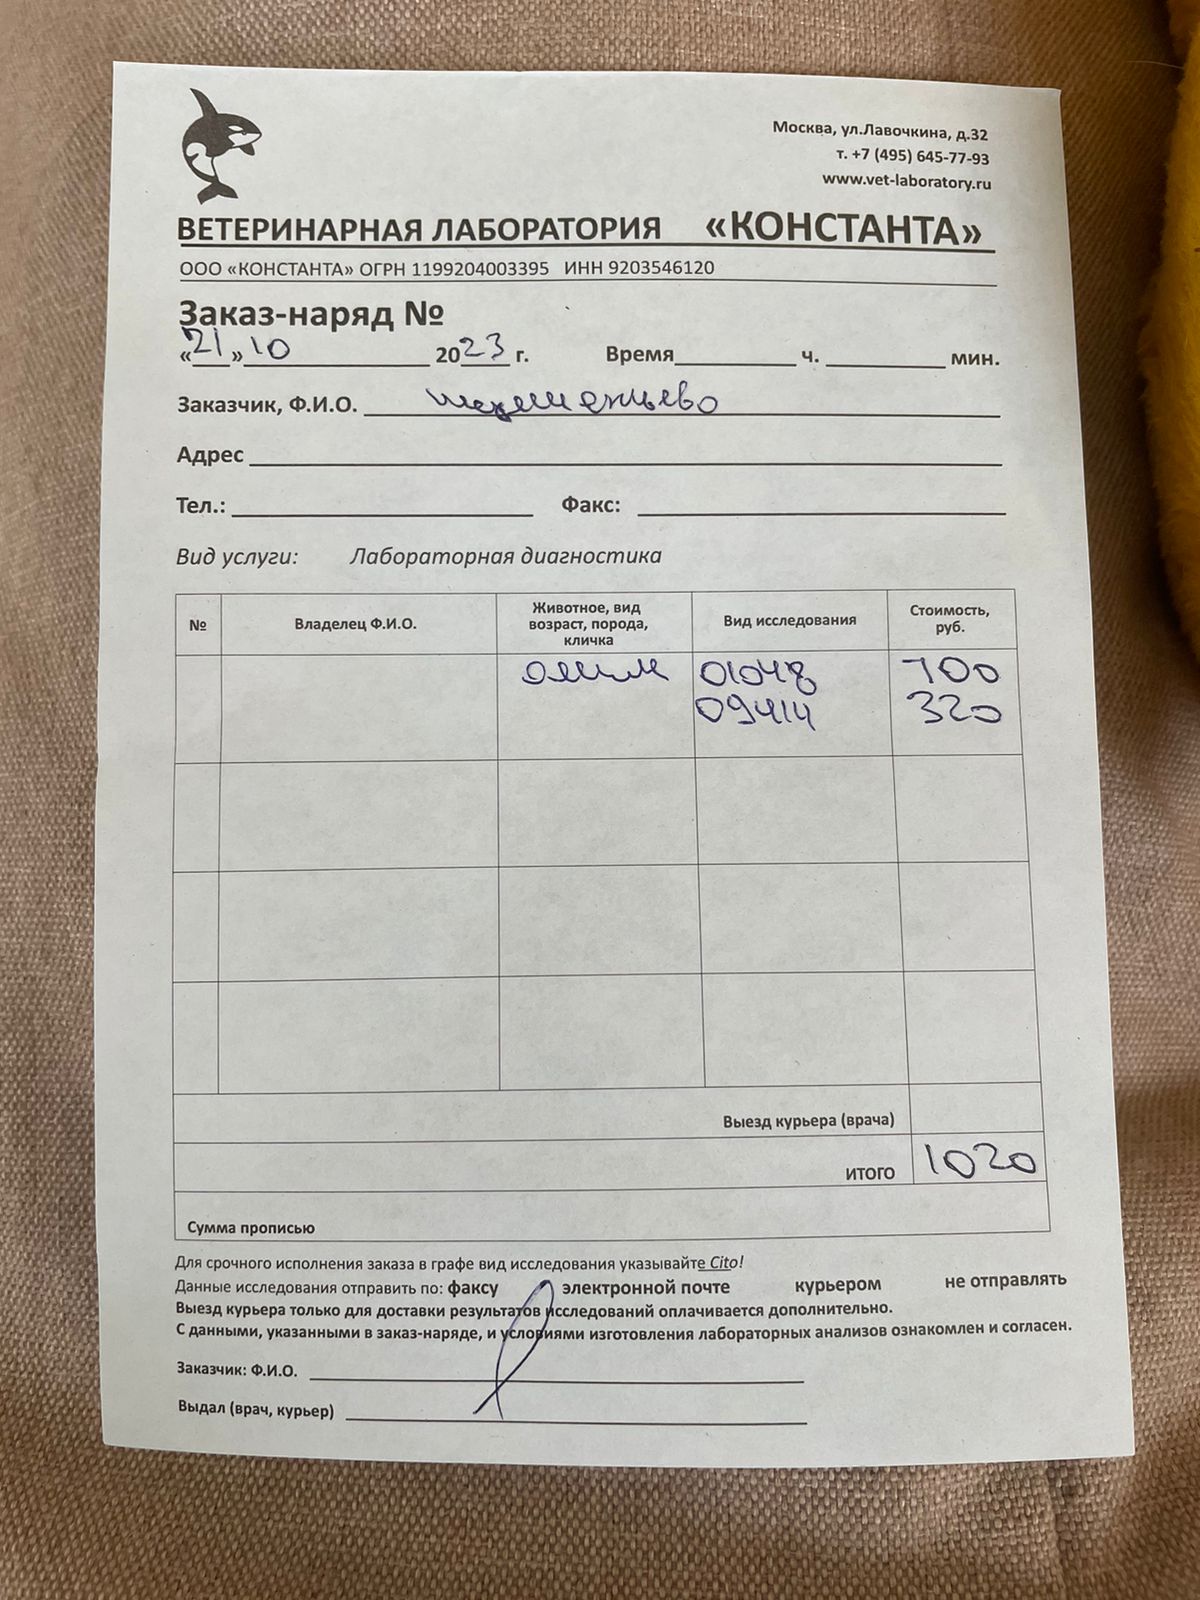 Москва, ул.Лавочкина, д.32
т. +7 (495) 645-77-93
www.vet-laboratory.ru
ВЕТЕРИНАРНАЯ ЛАБОРАТОРИЯ «КОНСТАНТА»
ООО «КОНСТАНТА» ОГРН 1199204003395 ИНН 9203546120
Заказ-наряд №
«21» 10 2023 г. Время ч. мин.
Заказчик, Ф.И.О.
Адрес
Тел.: Факс:
Вид услуги: Лабораторная диагностика
№ Владелец Ф.И.О. Животное, вид возраст, порода, кличка Вид исследования Стоимость, руб.
01048 700
09414 320
Выезд курьера (врача)
ИТОГО 1020
Сумма прописью
Для срочного исполнения заказа в графе вид исследования указывайте Cito!
Данные исследования отправить по: факсу электронной почте курьером не отправлять
Выезд курьера только для доставки результатов исследований оплачивается дополнительно.
С данными, указанными в заказ-наряде, и условиями изготовления лабораторных анализов ознакомлен и согласен.
Заказчик: Ф.И.О.
Выдал (врач, курьер)